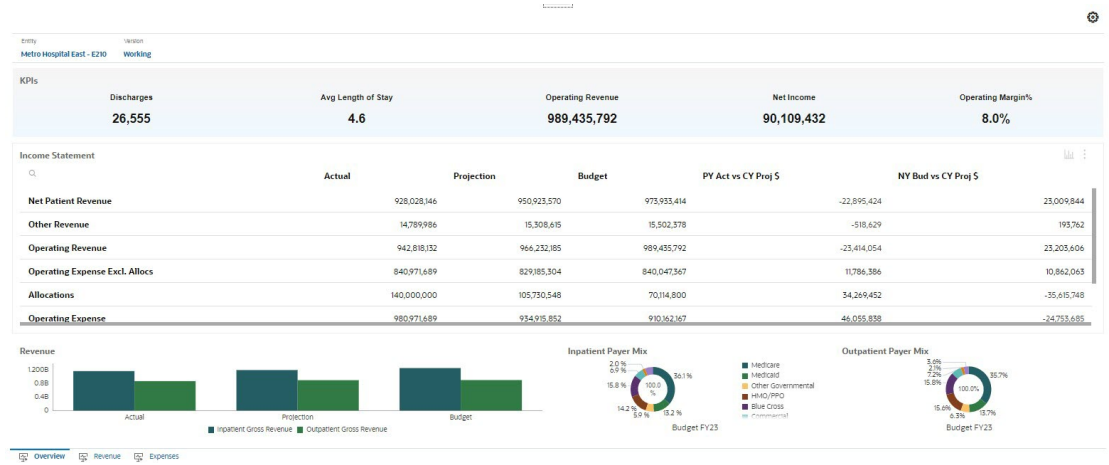 Entity Version
Metro Hospital East - E210 Working
KPIs
Discharges Avg Length of Stay Operating Revenue Net Income Operating Margin%
26,555 4.6 989,435,792 90,109,432 8.0%
Income Statement
Actual Projection Budget PY Act vs CY Proj $ NY Bud vs CY Proj $
Net Patient Revenue 928,028,146 950,923,570 973,933,414 -22,895,424 23,009,844
Other Revenue 14,789,986 15,308,615 15,502,378 -518,629 193,762
Operating Revenue 942,818,132 966,232,185 989,435,792 -23,414,054 23,203,606
Operating Expense Excl. Allocs 840,971,689 829,185,304 840,047,367 11,786,386 10,862,063
Allocations 140,000,000 105,730,548 70,114,800 34,269,452 -35,615,748
Operating Expense 980,971,689 934,915,852 910,162,167 46,055,838 -24,753,685
Revenue
1.200B
0.8B
0.4B
0
Actual Projection Budget
Inpatient Gross Revenue Outpatient Gross Revenue
Inpatient Payer Mix
2.0 %
6.9 %
36.1 %
15.8 %
100.0
%
14.2 %
5.9 %
13.2 %
Budget FY23
Medicare
Medicaid
Other Governmental
HMO/PPO
Blue Cross
Commercial
Outpatient Payer Mix
3.6%
2.1%
7.2%
35.7%
15.8%
100.0%
15.6%
6.3%
13.7%
Budget FY23
Overview Revenue Expenses